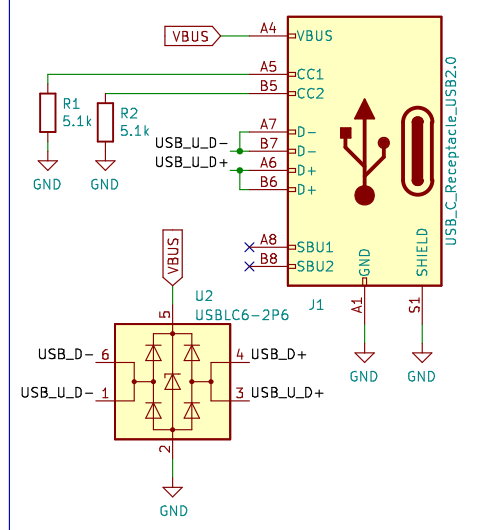 VBUS
A4
VBUS
A5
CC1
B5
CC2
R1
5.1k
R2
5.1k
GND
GND
USB_U_D-
USB_U_D+
A7
D-
B7
D-
A6
D+
B6
D+
A8
SBU1
B8
SBU2
GND
SHIELD
USB_C_Receptacle_USB2.0
J1
A1
S1
GND
GND
VBUS
U2
USBLC6-2P6
5
USB_D-
6
4
USB_D+
USB_U_D-
1
3
USB_U_D+
2
GND